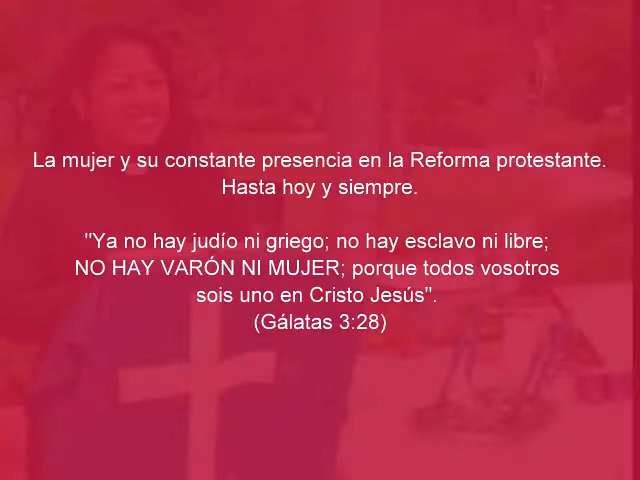 La mujer y su constante presencia en la Reforma protestante.
Hasta hoy y siempre.
"Ya no hay judío ni griego; no hay esclavo ni libre;
NO HAY VARÓN NI MUJER; porque todos vosotros
sois uno en Cristo Jesús".
(Gálatas 3:28)